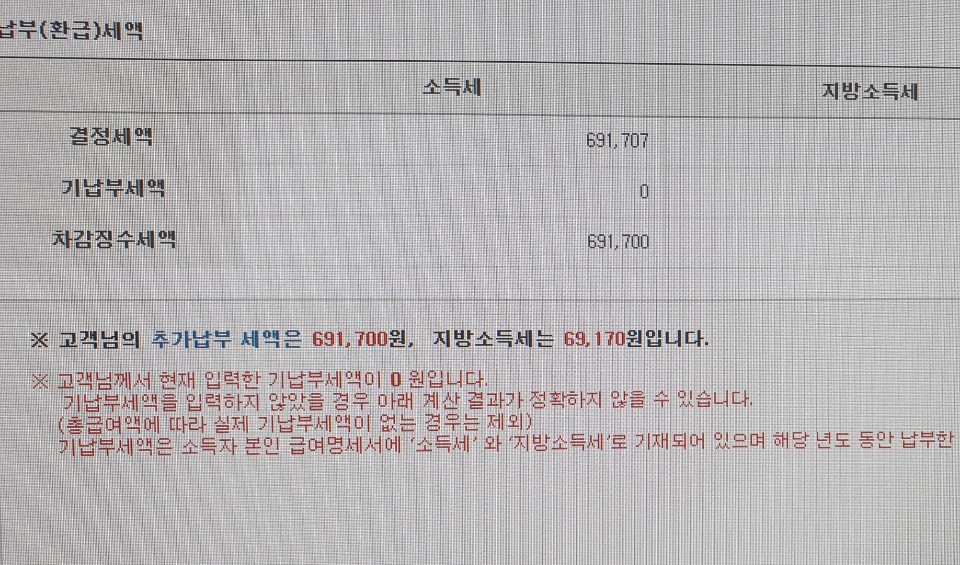 납부(환급)세액
소득세 지방소득세
결정세액 691,707
기납부세액 0
차감징수세액 691,700
※ 고객님의 추가납부 세액은 691,700원, 지방소득세는 69,170원입니다.
※ 고객님께서 현재 입력한 기납부세액이 0 원입니다.
기납부세액을 입력하지 않았을 경우 아래 계산 결과가 정확하지 않을 수 있습니다.
(총급여액에 따라 실제 기납부세액이 없는 경우는 제외)
기납부세액은 소득자 본인 급여명세서에 '소득세' 와 '지방소득세'로 기재되어 있으며 해당 년도 동안 납부한